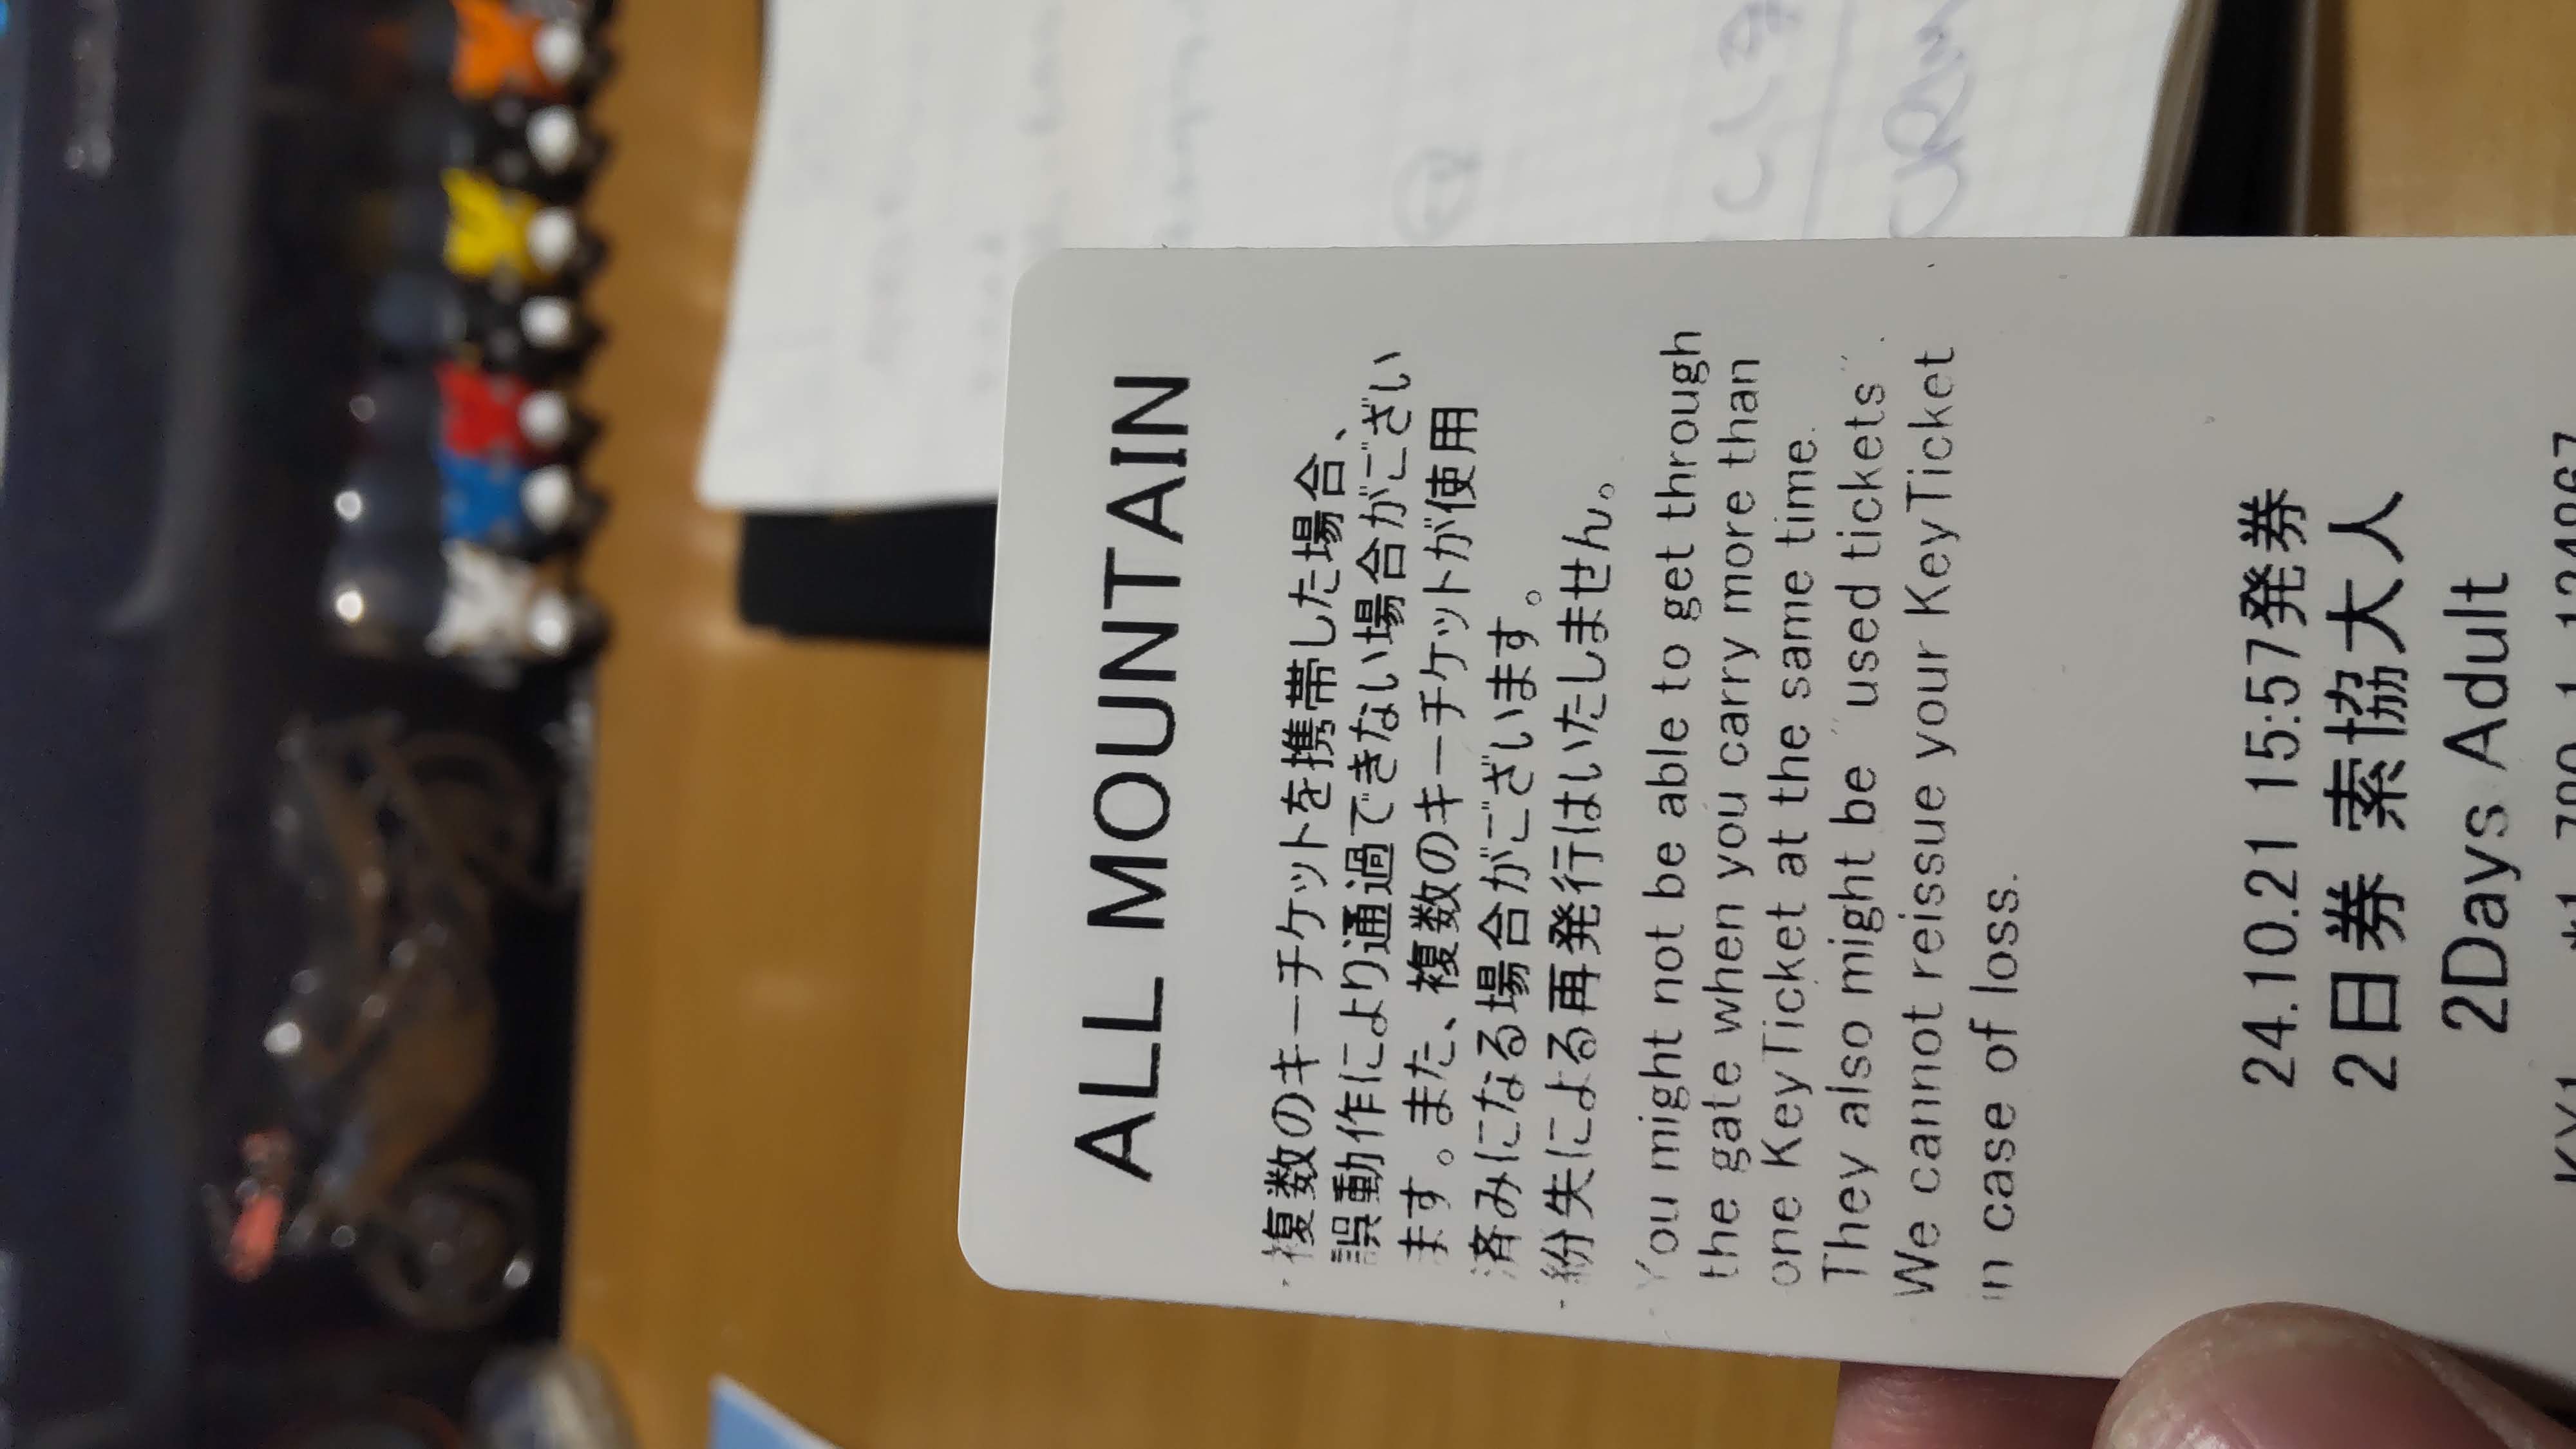 ALL MOUNTAIN
・複数のキーチケットを携帯した場合、
誤動作により通過できない場合がござい
ます。また、複数のキーチケットが使用
済みになる場合がございます。
・紛失による再発行はいたしません。
You might not be able to get through
the gate when you carry more than
one KeyTicket at the same time.
They also might be "used tickets".
We cannot reissue your KeyTicket
in case of loss.
24.10.21 15:57発券
2日券 索協大人
2Days Adult